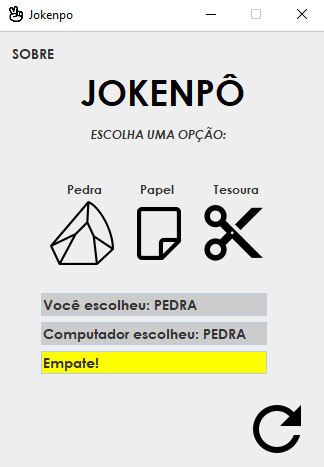 Jokenpo
SOBRE
JOKENPÔ
ESCOLHA UMA OPÇÃO:
Pedra Papel Tesoura
Você escolheu: PEDRA
Computador escolheu: PEDRA
Empate!